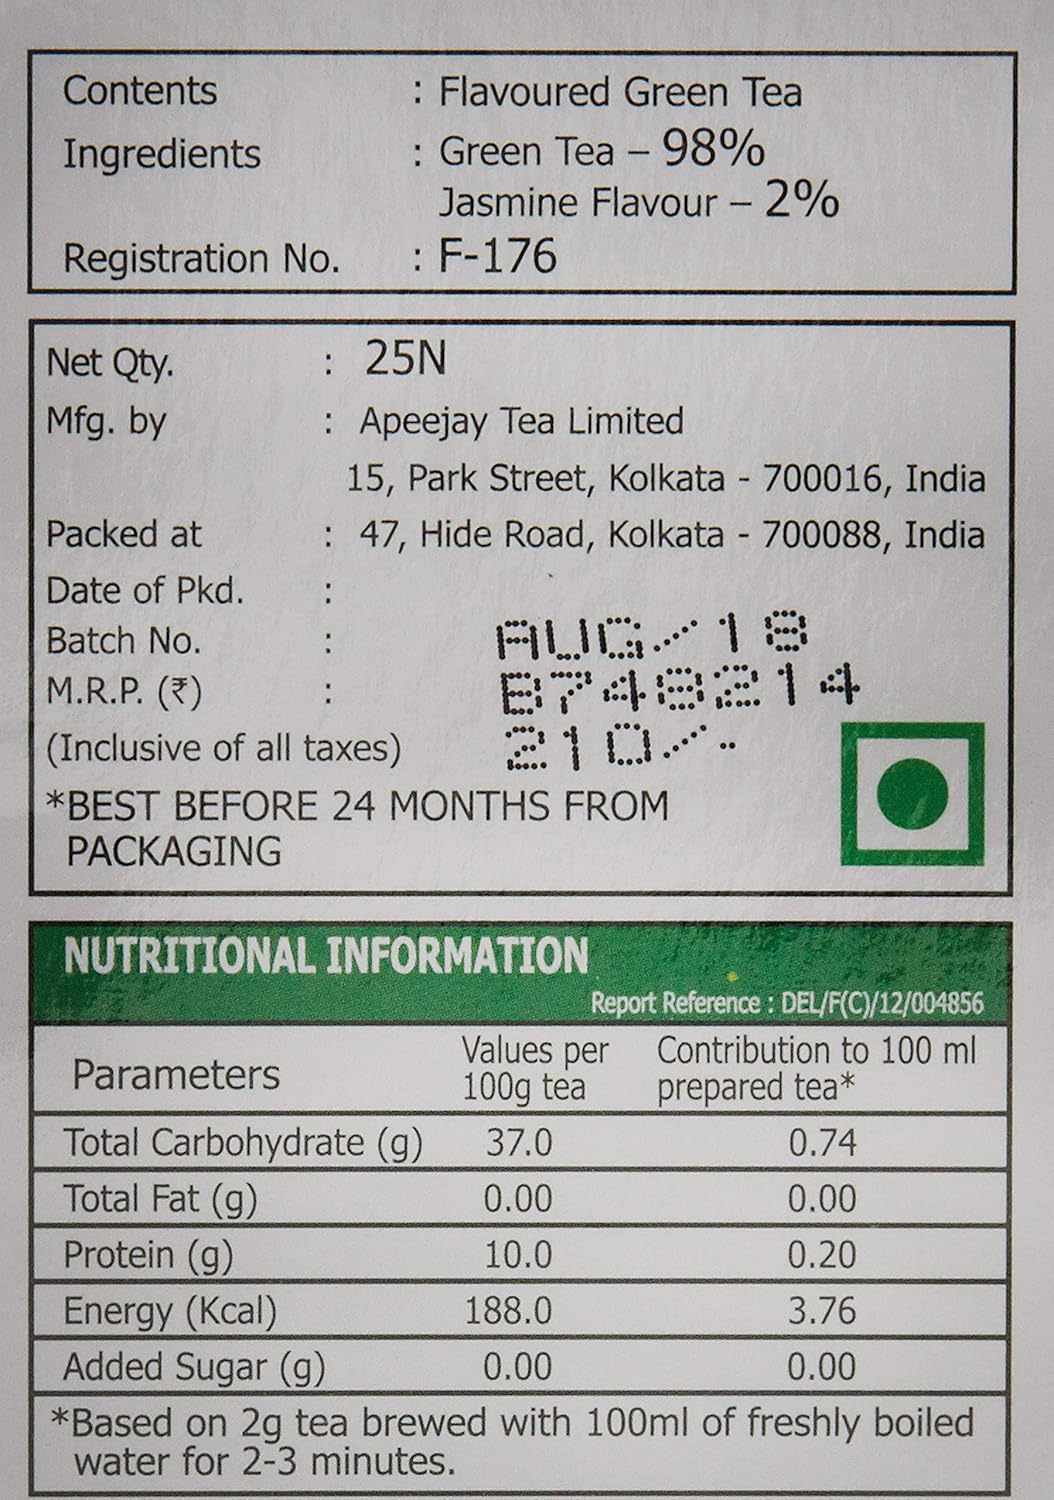 Contents : Flavoured Green Tea
Ingredients : Green Tea – 98%
Jasmine Flavour – 2%
Registration No. : F-176
Net Qty. : 25N
Mfg. by : Apeejay Tea Limited
15, Park Street, Kolkata - 700016, India
Packed at : 47, Hide Road, Kolkata - 700088, India
Date of Pkd. :
Batch No. : AUG/18
M.R.P. (₹) : B748214
(Inclusive of all taxes) 210/-
*BEST BEFORE 24 MONTHS FROM
PACKAGING
NUTRITIONAL INFORMATION
Report Reference : DEL/F(C)/12/004856
Parameters Values per 100g tea Contribution to 100 ml prepared tea*
Total Carbohydrate (g) 37.0 0.74
Total Fat (g) 0.00 0.00
Protein (g) 10.0 0.20
Energy (Kcal) 188.0 3.76
Added Sugar (g) 0.00 0.00
*Based on 2g tea brewed with 100ml of freshly boiled
water for 2-3 minutes.